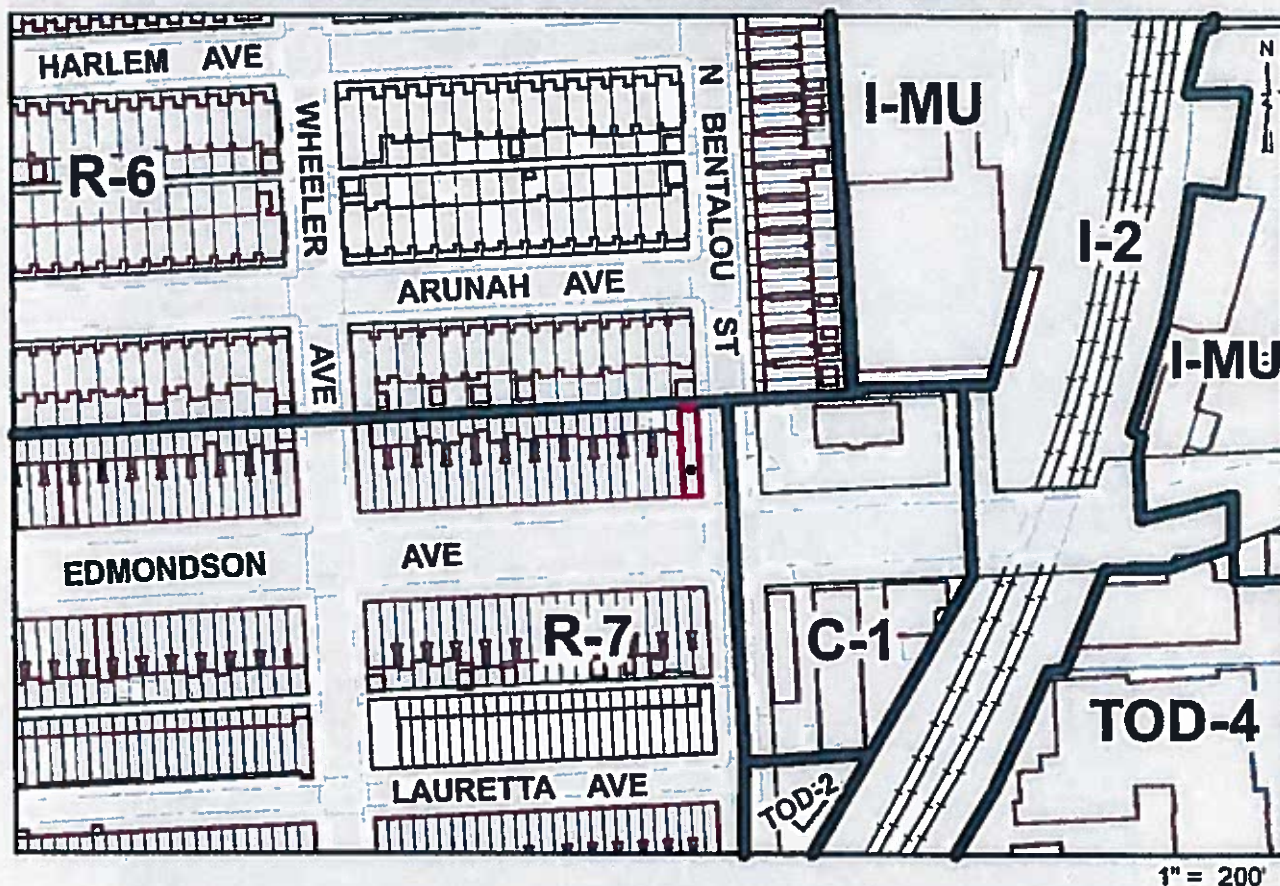 HARLEM AVE
N
I-MU
N BENTALOU ST
WHEELER AVE
R-6
I-2
ARUNAH AVE
I-MU
EDMONDSON AVE
R-7
C-1
TOD-4
LAURETTA AVE
TOD-2
1" = 200'